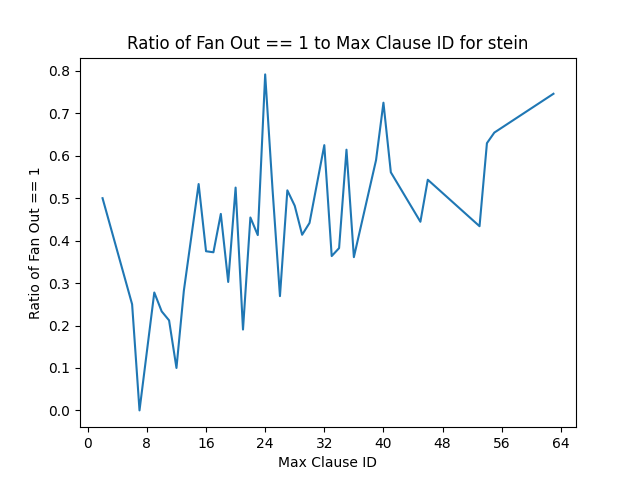 Ratio of Fan Out == 1 to Max Clause ID for stein
0.8
0.7
0.6
0.5
0.4
0.3
0.2
0.1
0.0
Ratio of Fan Out == 1
0 8 16 24 32 40 48 56 64
Max Clause ID